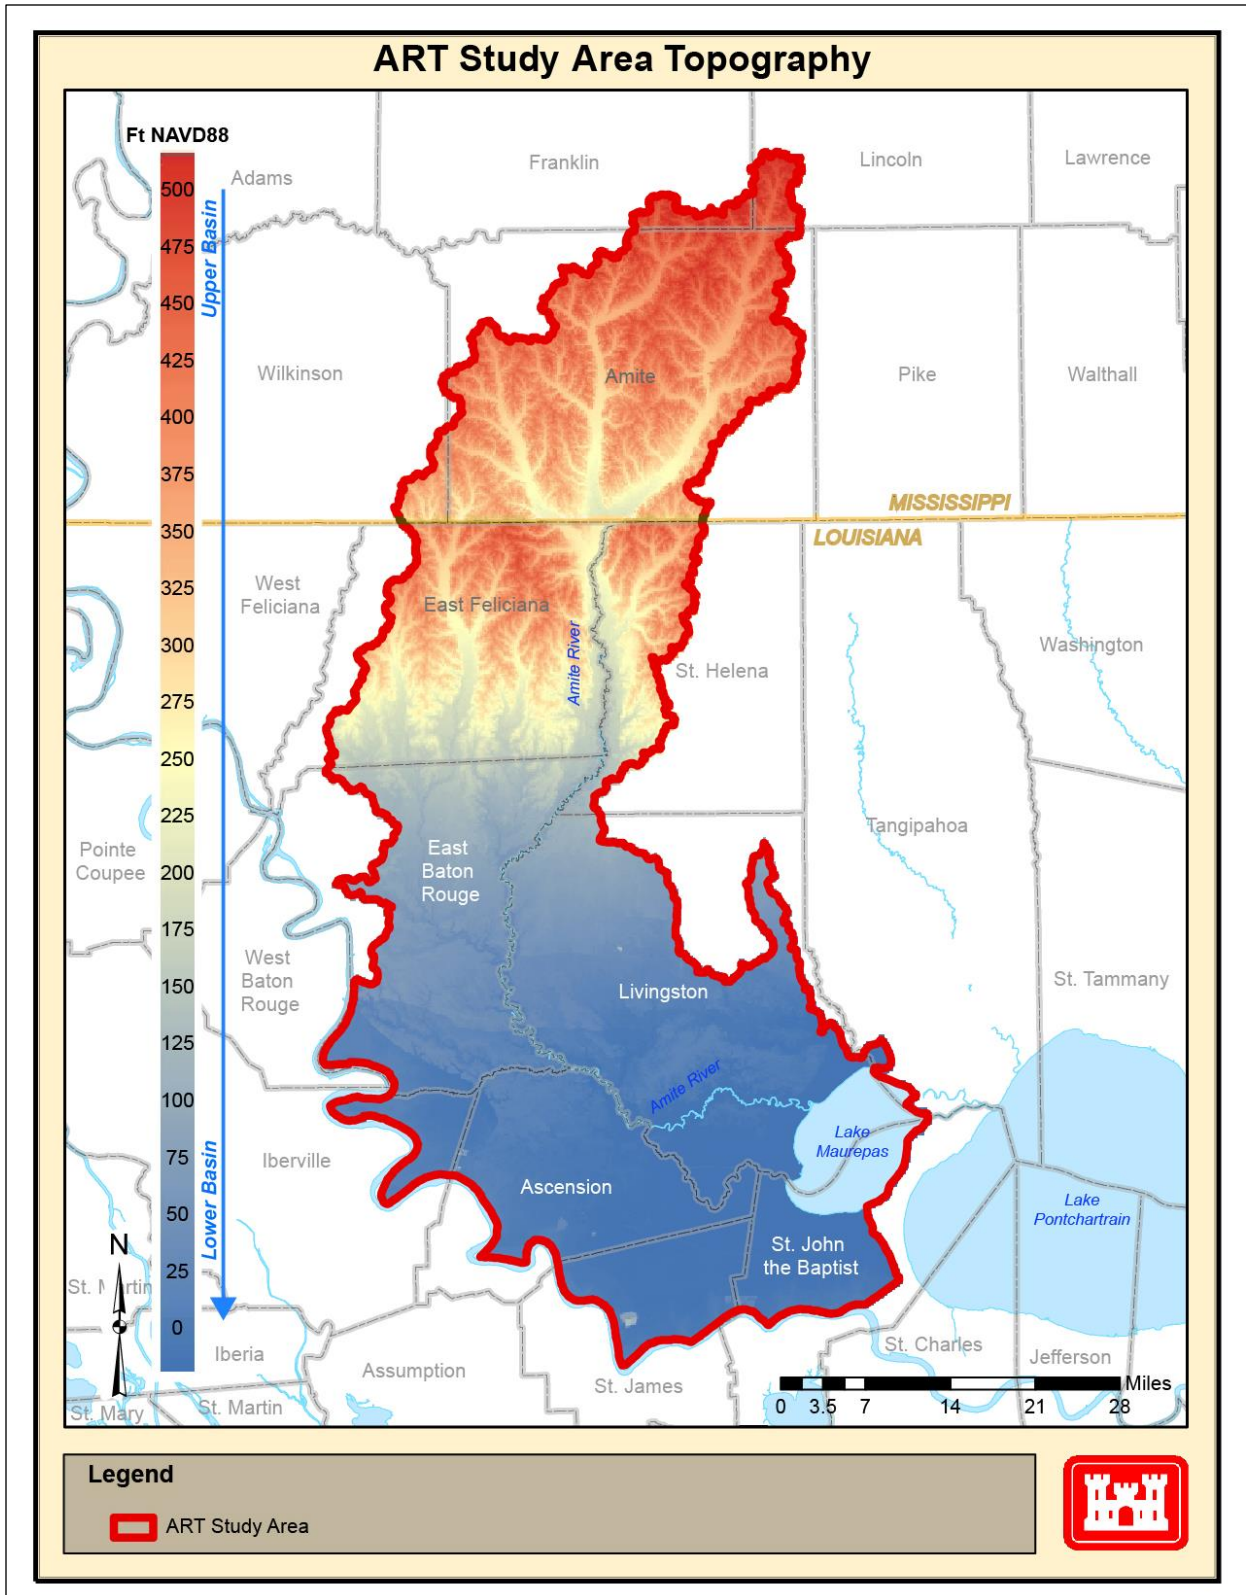 ART Study Area Topography
Ft NAVD88
500
475
450
425
400
375
350
325
300
275
250
225
200
175
150
125
100
75
50
25
0
Upper Basin
Lower Basin
N
Adams
Franklin
Lincoln
Lawrence
Wilkinson
Amite
Pike
Walthall
MISSISSIPPI
LOUISIANA
West
Feliciana
East Feliciana
Amite River
St. Helena
Washington
Pointe
Coupee
East
Baton
Rouge
Tangipahoa
West
Baton
Rouge
Livingston
St. Tammany
Amite River
Lake
Maurepas
Iberville
Ascension
Lake
Pontchartrain
St. John
the Baptist
St. Martin
Iberia
Assumption
St. James
St. Charles
Jefferson
St. Mary
St. Martin
Miles
0 3.5 7 14 21 28
Legend
ART Study Area